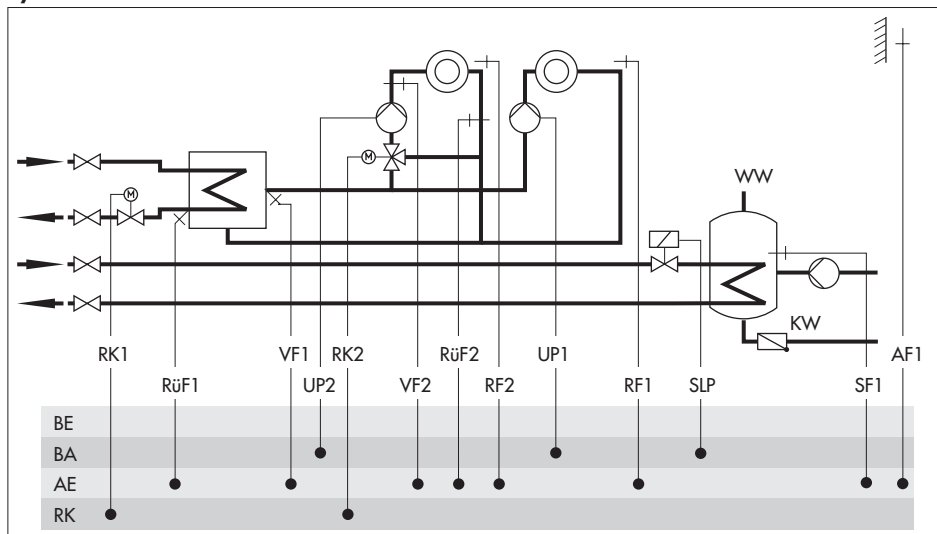 M
M
WW
KW
RK1 VF1 RK2 RüF2 UP1 AF1
RüF1 UP2 VF2 RF2 RF1 SLP SF1
BE
BA
AE
RK